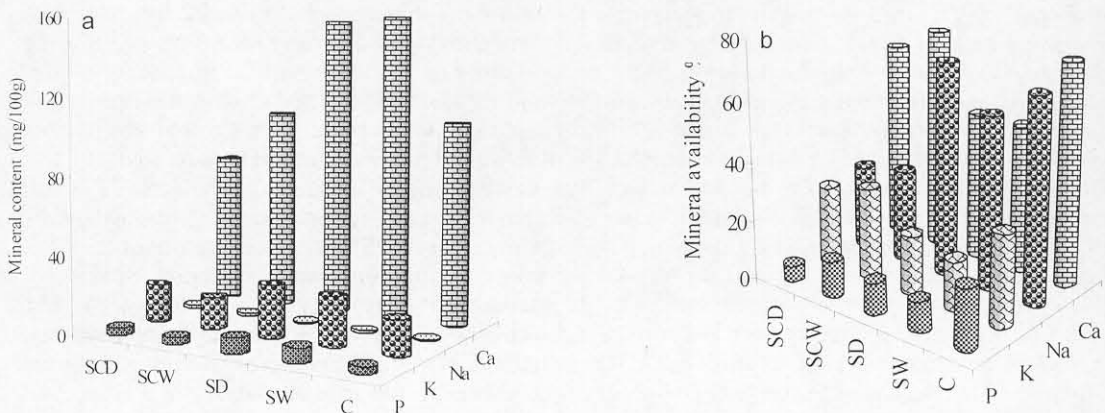 a
160
120
80
40
0
Mineral content (mg/100g)
SCD
SCW
SD
SW
C
P
K
Na
Ca
b
80
60
40
20
0
Mineral availability
SCD
SCW
SD
SW
C
P
K
Na
Ca